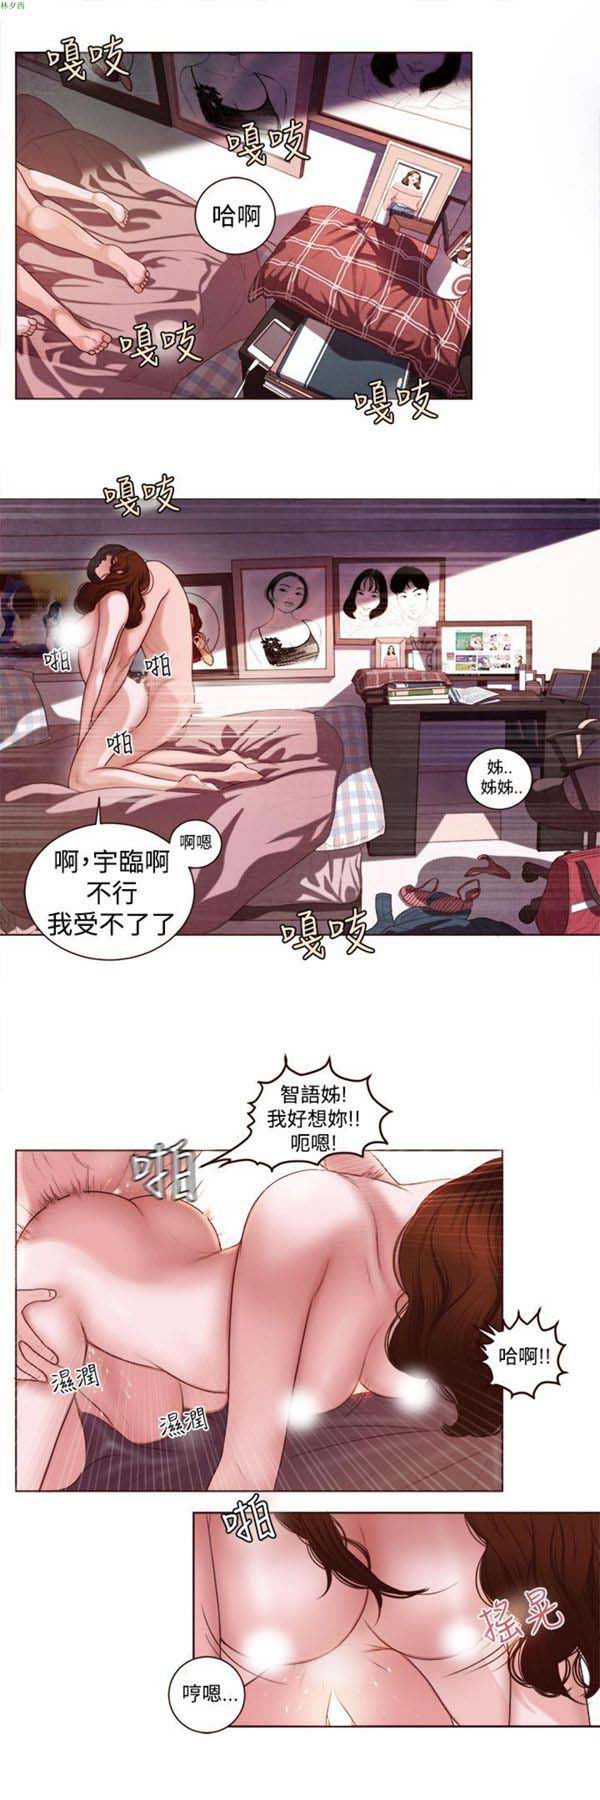 林夕西
嘎吱
嘎吱
哈啊
嘎吱
嘎吱
嘎吱
啪
啪
啪
姊..
姊姊..
啊嗯
啊，宇臨啊
不行
我受不了了
嘎吱
智語姊!
我好想妳!!
呃嗯!
啪
哈啊!!
濕潤
濕潤
啪
搖晃
哼嗯...